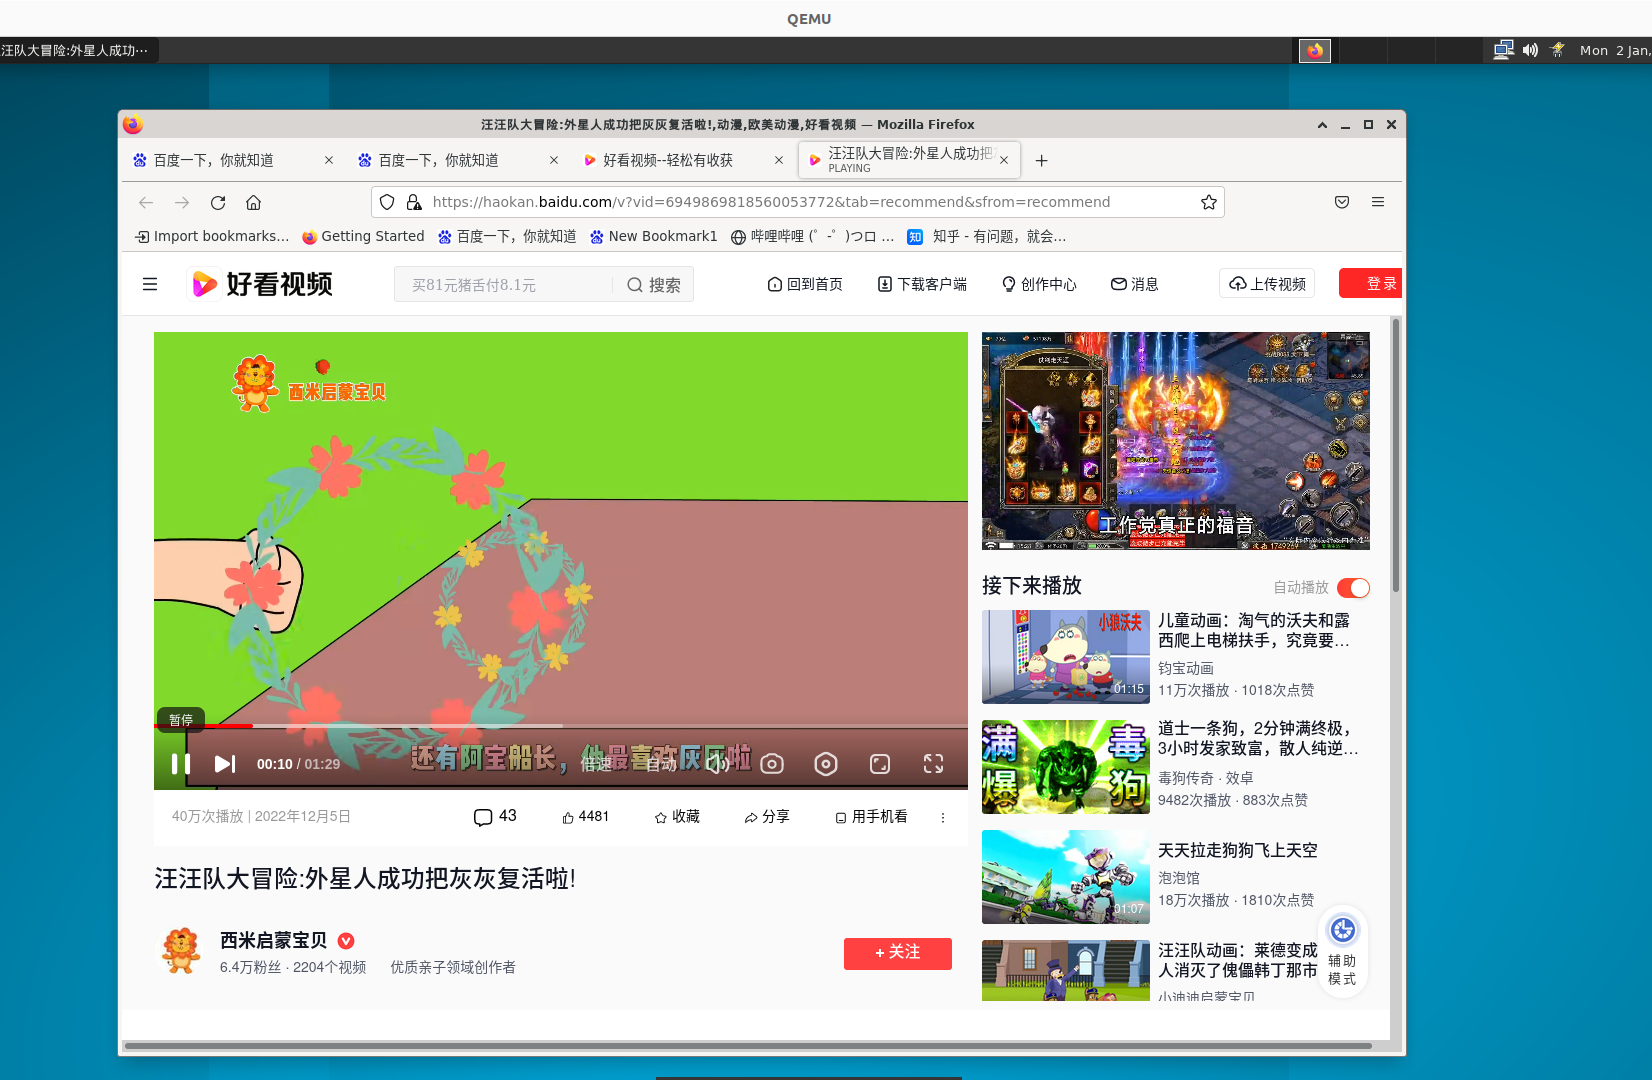 QEMU
汪队大冒险:外星人成功···
Mon 2 Jan,
汪汪队大冒险:外星人成功把灰灰复活啦!,动漫,欧美动漫,好看视频 — Mozilla Firefox
百度一下，你就知道
百度一下，你就知道
好看视频--轻松有收获
汪汪队大冒险:外星人成功把
PLAYING
https://haokan.baidu.com/v?vid=6949869818560053772&tab=recommend&sfrom=recommend
Import bookmarks...
Getting Started
百度一下，你就知道
New Bookmark1
哔哩哔哩 (゜-゜)つロ ...
知
知乎 - 有问题，就会...
好看视频
买81元猪舌付8.1元
搜索
回到首页
下载客户端
创作中心
消息
上传视频
登录
西米启蒙宝贝
还有阿宝船长，他最喜欢灰灰啦
暂停
00:10 / 01:29
倍速
自动
40万次播放 | 2022年12月5日
43
4481
收藏
分享
用手机看
汪汪队大冒险:外星人成功把灰灰复活啦!
西米启蒙宝贝
6.4万粉丝 · 2204个视频
优质亲子领域创作者
+ 关注
工作党真正的福音
接下来播放
自动播放
小狼沃夫
01:15
儿童动画：淘气的沃夫和露
西爬上电梯扶手，究竟要...
钧宝动画
11万次播放 · 1018次点赞
满
毒
爆
狗
道士一条狗，2分钟满终极，
3小时发家致富，散人纯逆...
毒狗传奇 · 效卓
9482次播放 · 883次点赞
01:07
天天拉走狗狗飞上天空
泡泡馆
18万次播放 · 1810次点赞
汪汪队动画：莱德变成
人消灭了傀儡韩丁那市
小迪迪启蒙宝贝
辅助
模式